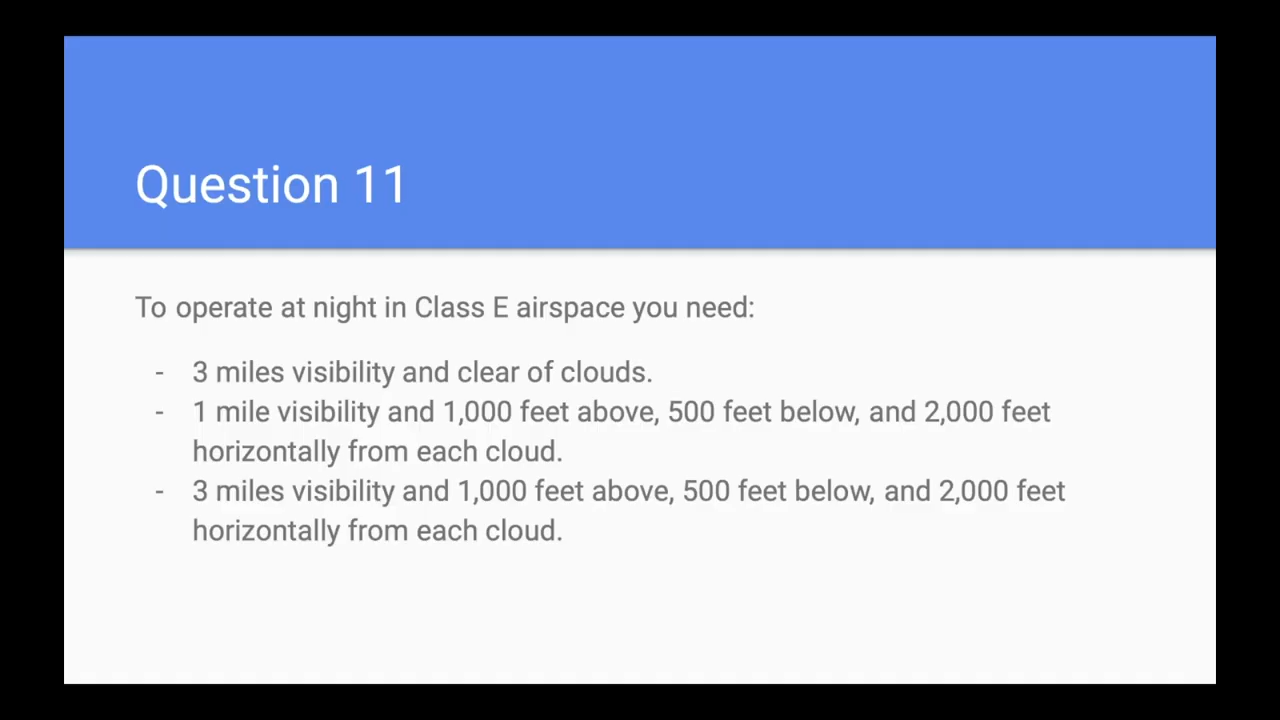 Question 11
To operate at night in Class E airspace you need:
- 3 miles visibility and clear of clouds.
- 1 mile visibility and 1,000 feet above, 500 feet below, and 2,000 feet
horizontally from each cloud.
- 3 miles visibility and 1,000 feet above, 500 feet below, and 2,000 feet
horizontally from each cloud.